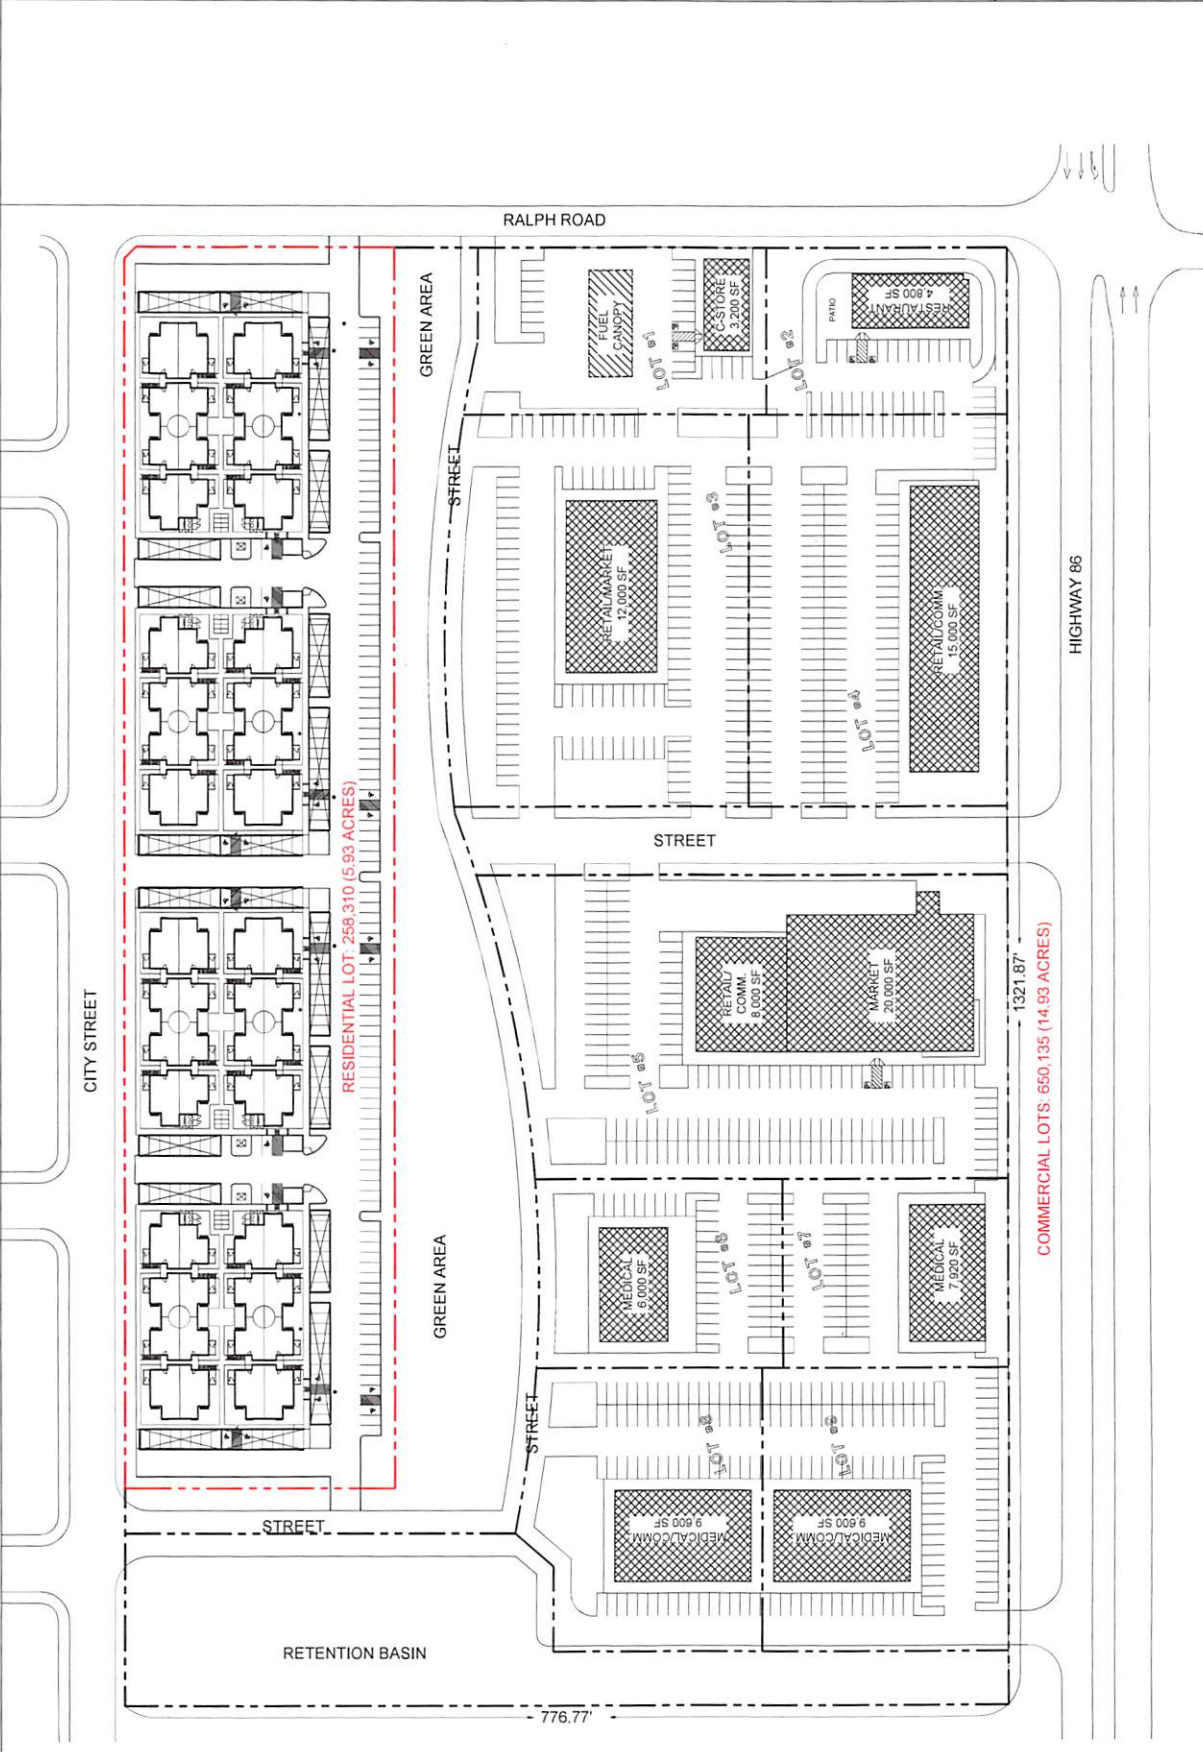 RALPH ROAD
GREEN AREA
FUEL
CANOPY
C-STORE
3,200 SF
LOT #1
LOT #2
PATIO
RESTAURANT
4,800 SF
STREET
RETAIL/MARKET
12,000 SF
LOT #3
LOT #4
RETAIL/COMM.
15,000 SF
HIGHWAY 86
STREET
RESIDENTIAL LOT: 258,310 (5.93 ACRES)
CITY STREET
RETAIL/
COMM.
8,000 SF
MARKET
20,000 SF
LOT #5
1321.87'
COMMERCIAL LOTS: 650,135 (14.93 ACRES)
GREEN AREA
MEDICAL
6,000 SF
LOT #6
LOT #7
MEDICAL
7,920 SF
STREET
LOT #8
LOT #9
STREET
MEDICAL/COMM.
9,600 SF
MEDICAL/COMM.
9,600 SF
RETENTION BASIN
776.77'